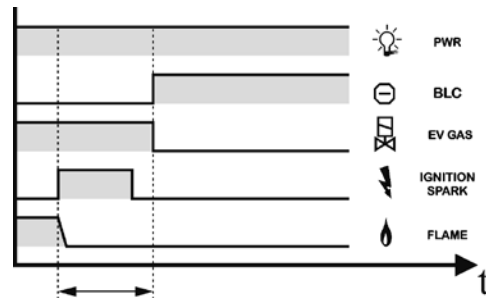 PWR
BLC
EV GAS
IGNITION
SPARK
FLAME
t